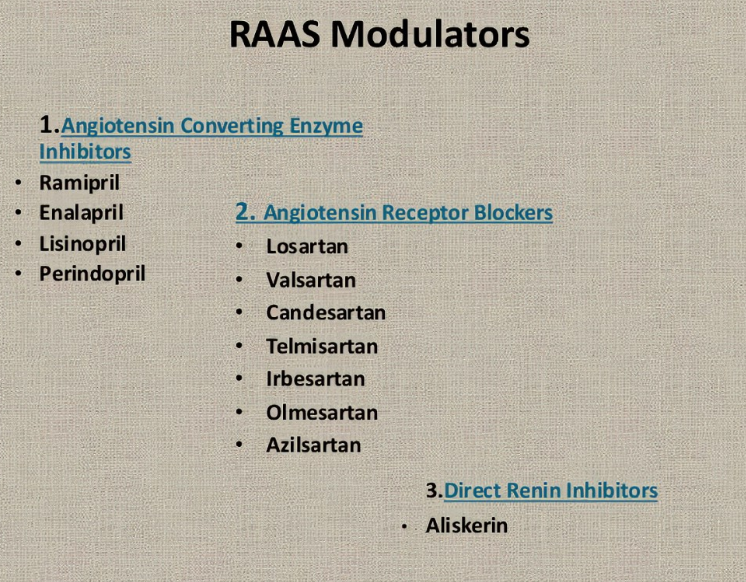 RAAS Modulators
1.Angiotensin Converting Enzyme
Inhibitors
• Ramipril
• Enalapril
• Lisinopril
• Perindopril
2. Angiotensin Receptor Blockers
• Losartan
• Valsartan
• Candesartan
• Telmisartan
• Irbesartan
• Olmesartan
• Azilsartan
3.Direct Renin Inhibitors
• Aliskerin